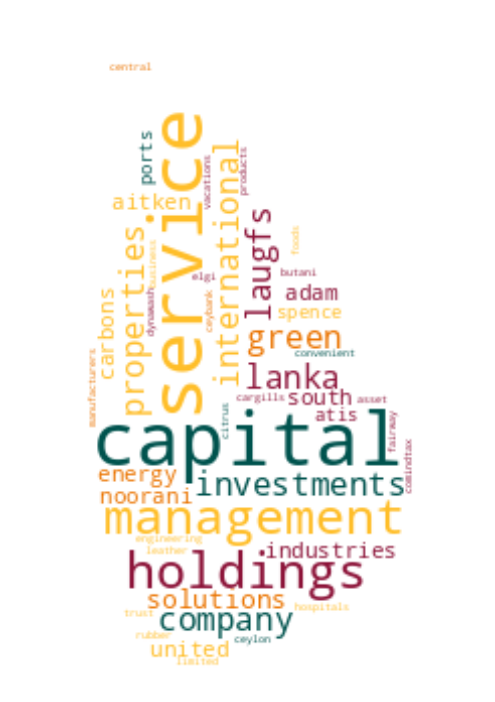 central
service
ports
vacations
products
international
aitken
laugfs
properties
business
foods
elgi
butani
adam
carbons
dynawash
ceybank
spence
green
convenient
manufacturers
lanka
cargills
south
asset
citrus
atis
capital
fairway
comindtax
energy
investments
noorani
management
engineering
leather
industries
holdings
solutions
hospitals
trust
company
rubber
ceylon
united
limited